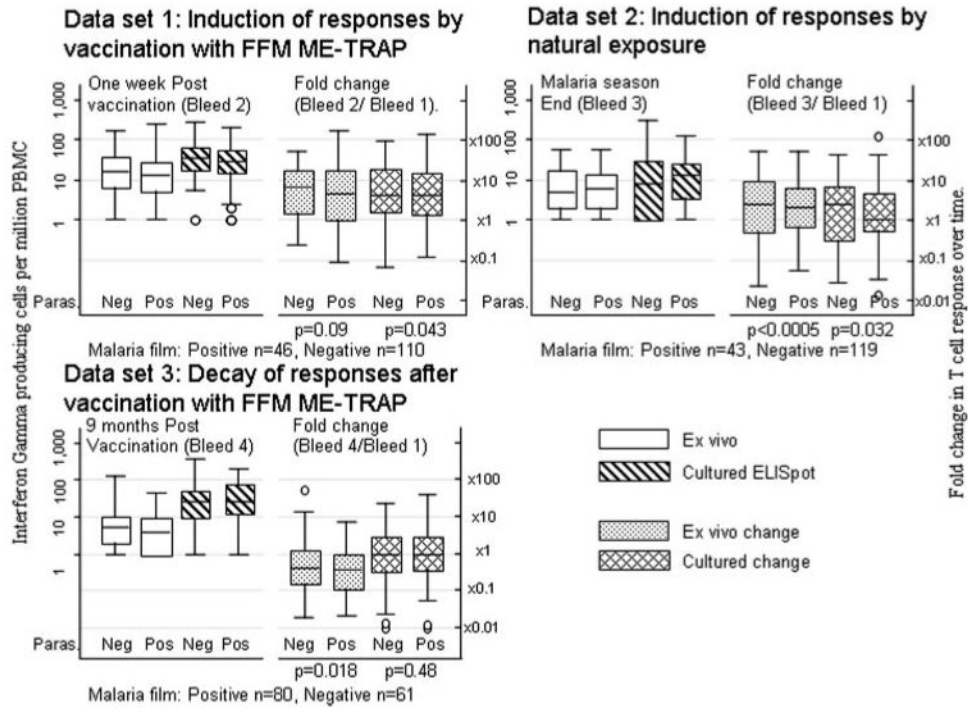 Data set 1: Induction of responses by
vaccination with FFM ME-TRAP
One week Post
vaccination (Bleed 2)
Fold change
(Bleed 2/ Bleed 1).
1,000
100
10
1
x100
x10
x1
x0.1
Paras.
Neg Pos Neg Pos
Neg Pos Neg Pos
p=0.09 p=0.043
Malaria film: Positive n=46, Negative n=110
Data set 2: Induction of responses by
natural exposure
Malaria season
End (Bleed 3)
Fold change
(Bleed 3/ Bleed 1)
1,000
100
10
1
x100
x10
x1
x0.1
x0.01
Paras.
Neg Pos Neg Pos
Neg Pos Neg Pos
p<0.0005 p=0.032
Malaria film: Positive n=43, Negative n=119
Data set 3: Decay of responses after
vaccination with FFM ME-TRAP
9 months Post
Vaccination (Bleed 4)
Fold change
(Bleed 4/Bleed 1)
1,000
100
10
1
x100
x10
x1
x0.1
x0.01
Paras.
Neg Pos Neg Pos
Neg Pos Neg Pos
p=0.018 p=0.48
Malaria film: Positive n=80, Negative n=61
Ex vivo
Cultured ELISpot
Ex vivo change
Cultured change
Interferon Gamma producing cells per million PBMC
Fold change in T cell response over time.